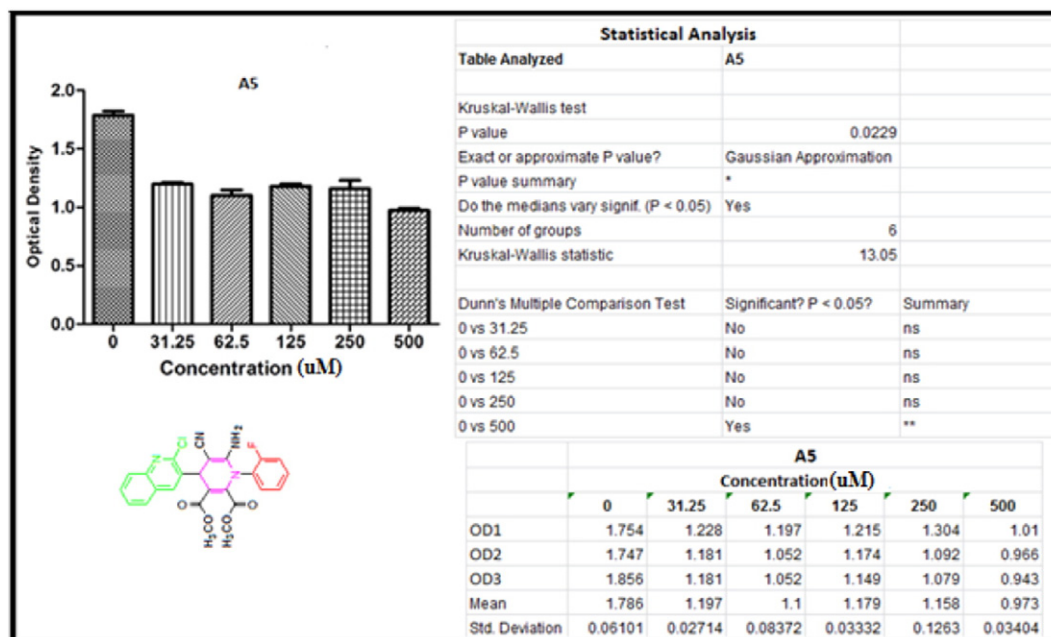 A5
2.0
1.5
1.0
0.5
0.0
Optical Density
0 31.25 62.5 125 250 500
Concentration (uM)
N Cl CN NH2 F
N
O O
H3CO OCH3
Statistical Analysis
Table Analyzed A5
Kruskal-Wallis test
P value 0.0229
Exact or approximate P value? Gaussian Approximation
P value summary *
Do the medians vary signif. (P < 0.05) Yes
Number of groups 6
Kruskal-Wallis statistic 13.05
Dunn's Multiple Comparison Test Significant? P < 0.05? Summary
0 vs 31.25 No ns
0 vs 62.5 No ns
0 vs 125 No ns
0 vs 250 No ns
0 vs 500 Yes **
A5
Concentration(uM)
0 31.25 62.5 125 250 500
OD1 1.754 1.228 1.197 1.215 1.304 1.01
OD2 1.747 1.181 1.052 1.174 1.092 0.966
OD3 1.856 1.181 1.052 1.149 1.079 0.943
Mean 1.786 1.197 1.1 1.179 1.158 0.973
Std. Deviation 0.06101 0.02714 0.08372 0.03332 0.1263 0.03404